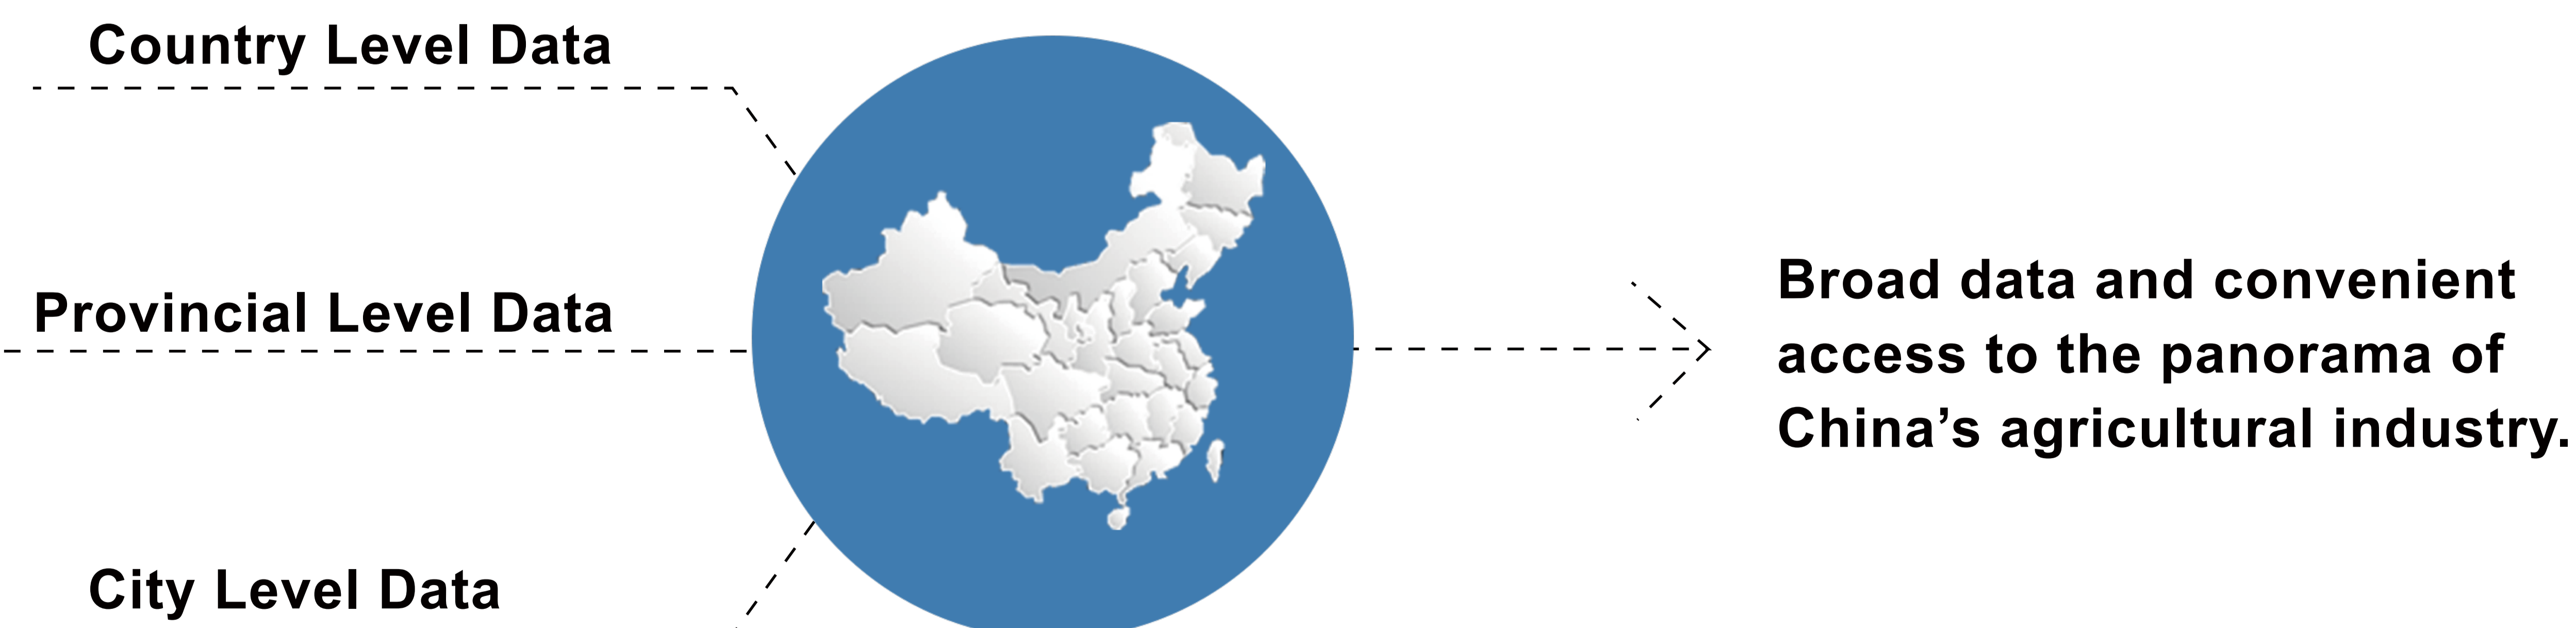 Country Level Data
Provincial Level Data
City Level Data
Broad data and convenient
access to the panorama of
China’s agricultural industry.